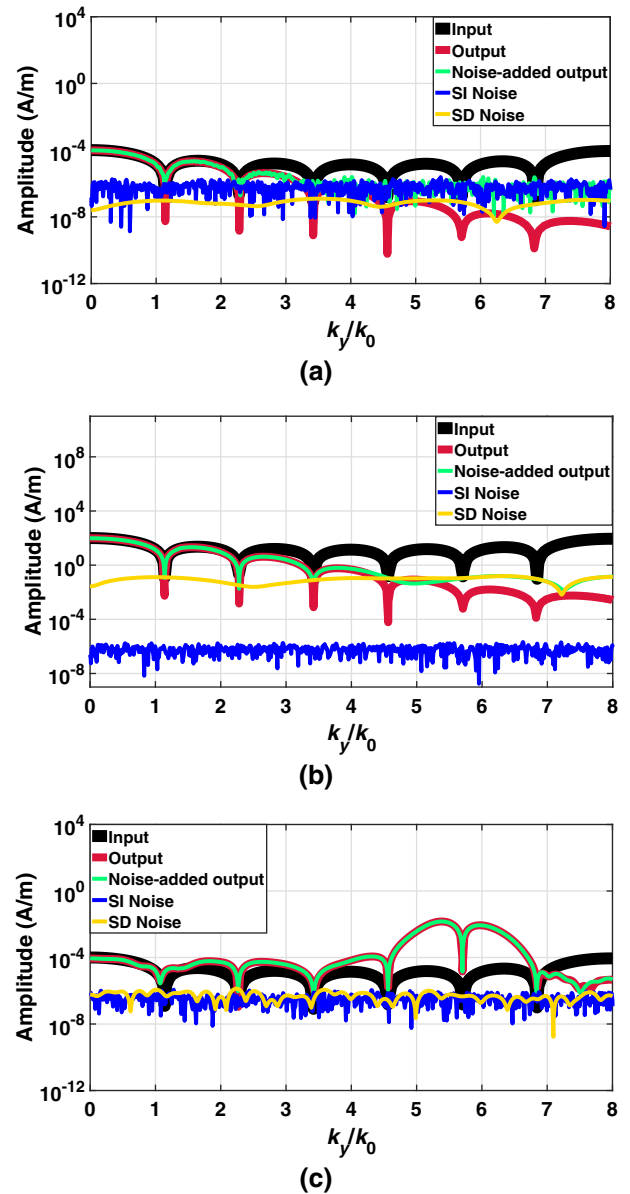 10^4
10^0
10^-4
10^-8
10^-12
Amplitude (A/m)
Input
Output
Noise-added output
SI Noise
SD Noise
0 1 2 3 4 5 6 7 8
k_y/k_0
(a)
10^8
10^4
10^0
10^-4
10^-8
Amplitude (A/m)
Input
Output
Noise-added output
SI Noise
SD Noise
0 1 2 3 4 5 6 7 8
k_y/k_0
(b)
10^4
10^0
10^-4
10^-8
10^-12
Amplitude (A/m)
Input
Output
Noise-added output
SI Noise
SD Noise
0 1 2 3 4 5 6 7 8
k_y/k_0
(c)